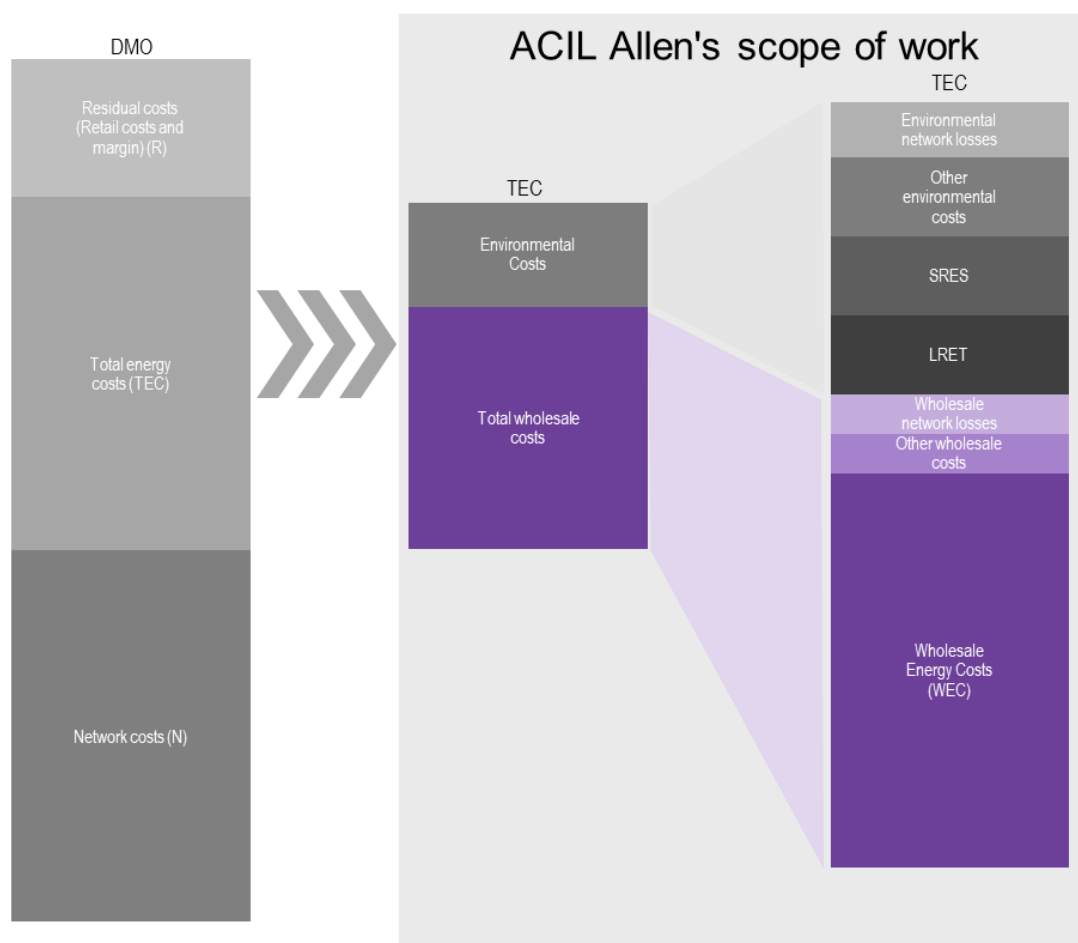 DMO
Residual costs
(Retail costs and
margin) (R)
Total energy
costs (TEC)
Network costs (N)
ACIL Allen's scope of work
TEC
Environmental
Costs
Total wholesale
costs
TEC
Environmental
network losses
Other
environmental
costs
SRES
LRET
Wholesale
network losses
Other wholesale
costs
Wholesale
Energy Costs
(WEC)